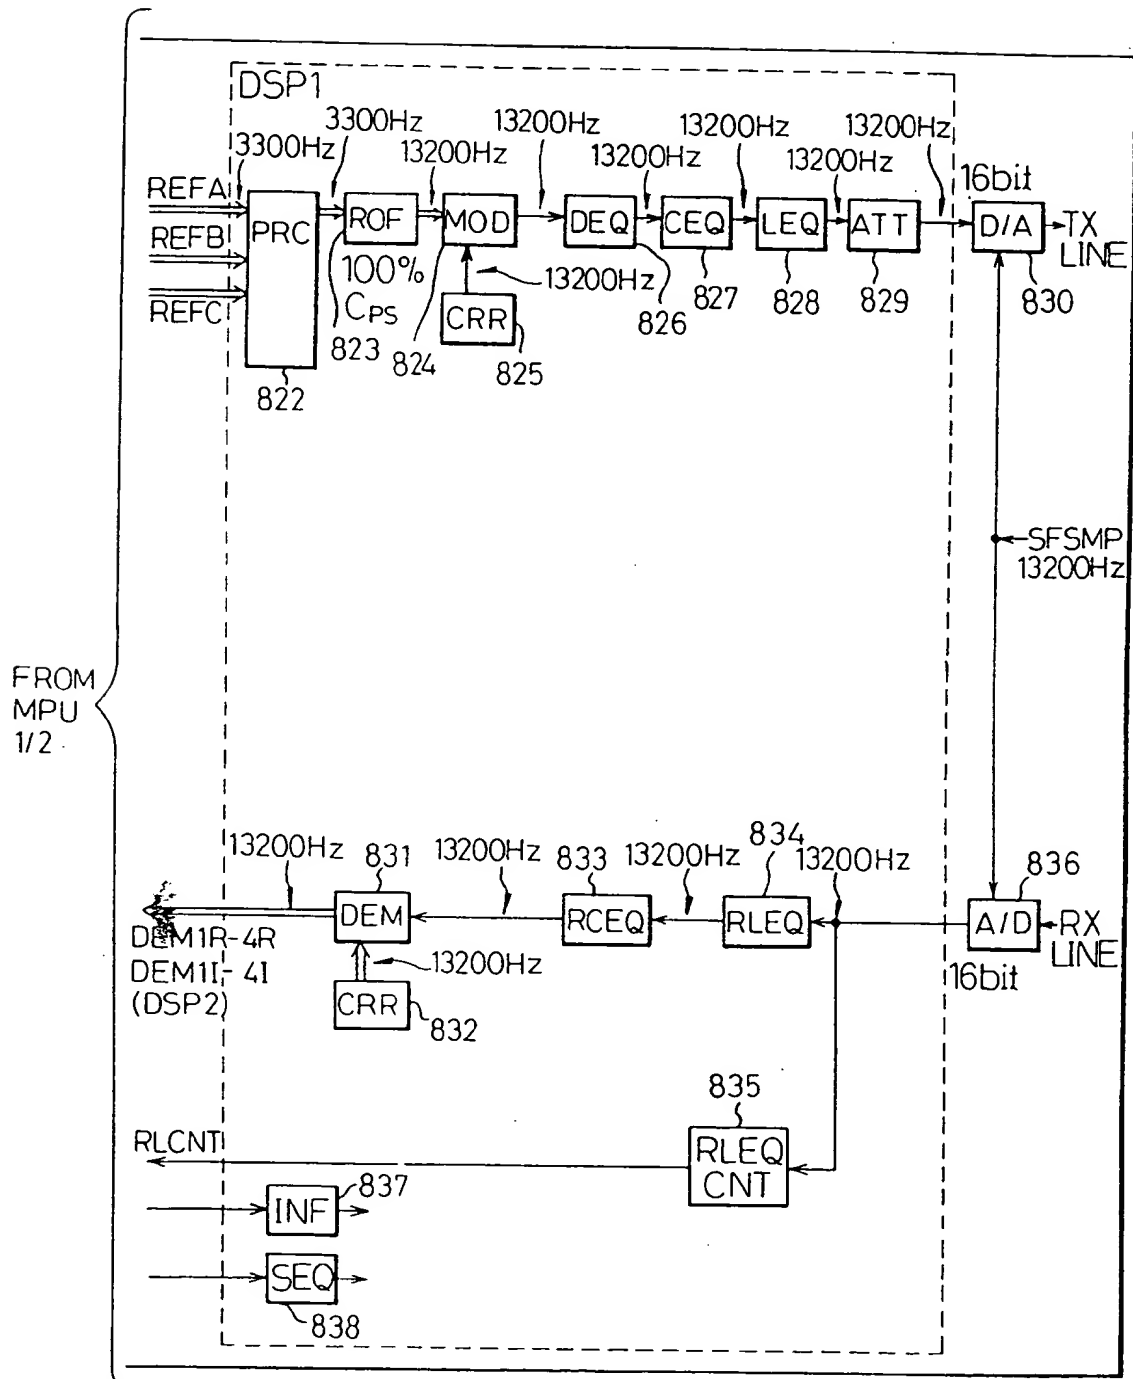 DSP1
3300Hz
3300Hz
13200Hz
13200Hz
13200Hz
13200Hz
13200Hz
13200Hz
REFA
REFB
REFC
PRC
822
ROF
100%
CPS
823
MOD
824
13200Hz
CRR
825
DEQ
826
CEQ
827
LEQ
828
ATT
829
16bit
D/A
830
TX
LINE
SFSMP
13200Hz
FROM
MPU
1/2
13200Hz
831
DEM
13200Hz
833
RCEQ
13200Hz
834
RLEQ
13200Hz
836
A/D
16bit
RX
LINE
DEM1R-4R
DEM1I-4I
(DSP2)
13200Hz
CRR
832
835
RLEQ
CNT
RLCNT
837
INF
SEQ
838